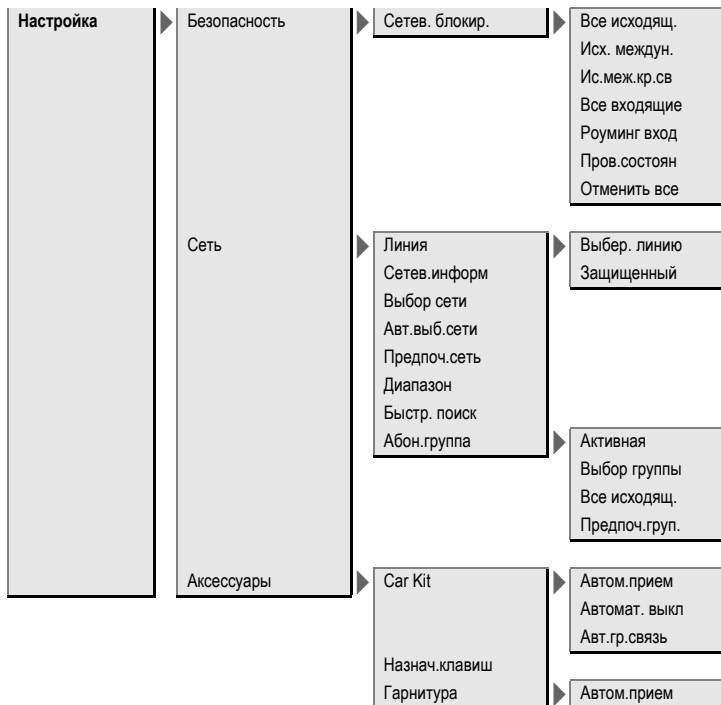 Настройка Безопасность Сетев. блокир. Все исходящ.
Исх. междун.
Ис.меж.кр.св
Все входящие
Роуминг вход
Пров.состоян
Отменить все
Сеть Линия Выбер. линию
Сетев.информ Защищенный
Выбор сети
Авт.выб.сети
Предпоч.сеть
Диапазон
Быстр. поиск
Абон.группа Активная
Выбор группы
Все исходящ.
Предпоч.груп.
Аксессуары Car Kit Автом.прием
Автомат. выкл
Авт.гр.связь
Назнач.клавиш
Гарнитура Автом.прием